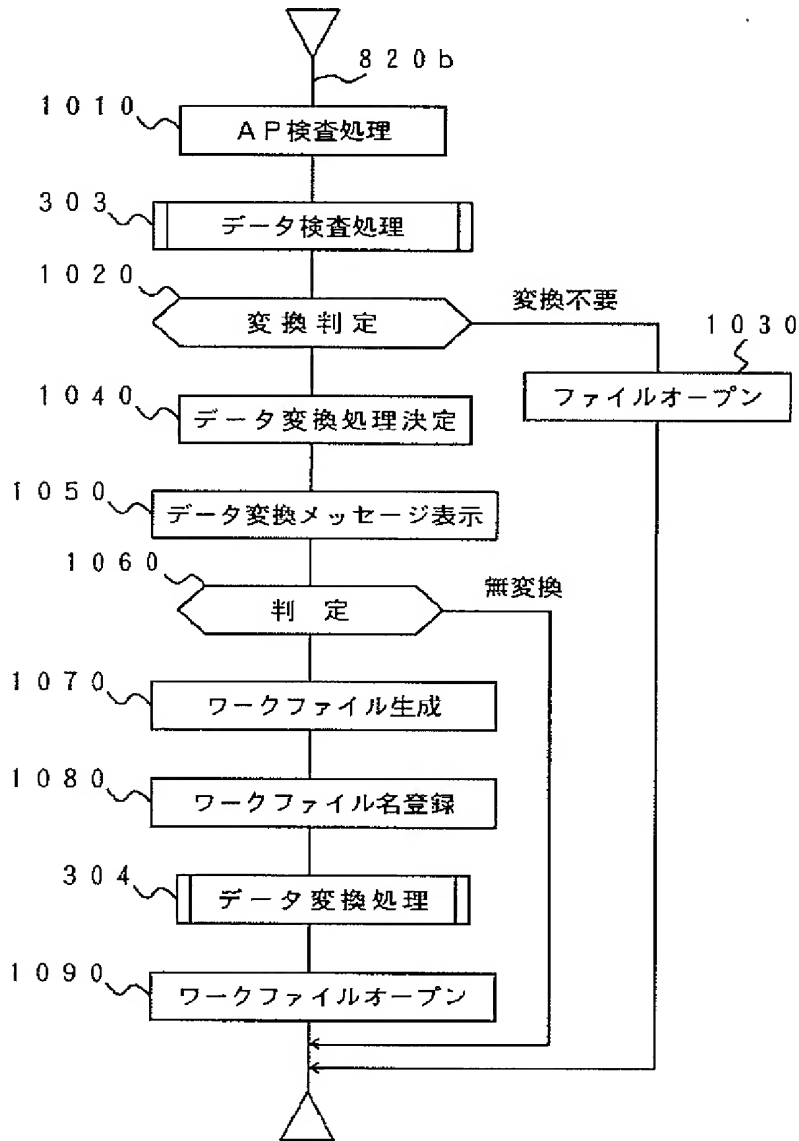 ８２０ｂ
１０１０
ＡＰ検査処理
３０３
データ検査処理
１０２０
変換判定
変換不要
１０３０
ファイルオープン
１０４０
データ変換処理決定
１０５０
データ変換メッセージ表示
１０６０
判定
無変換
１０７０
ワークファイル生成
１０８０
ワークファイル名登録
３０４
データ変換処理
１０９０
ワークファイルオープン